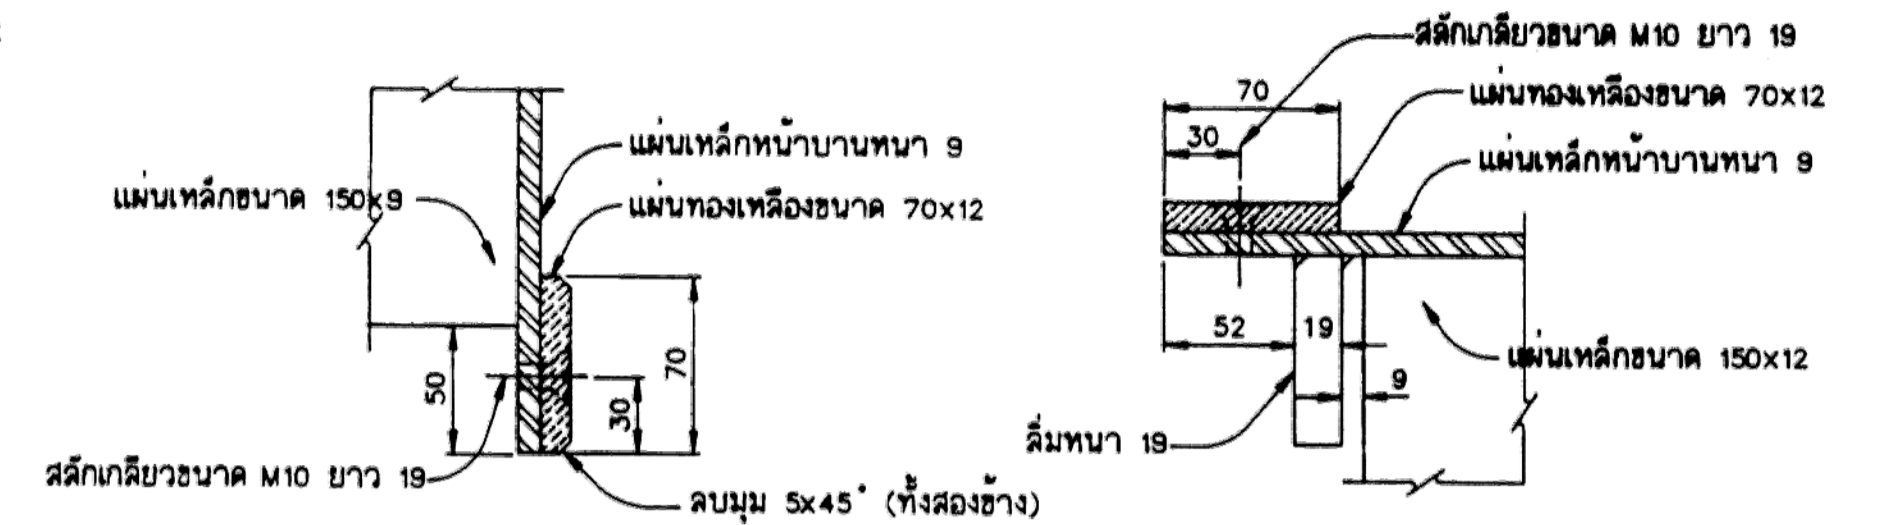 แผ่นเหล็กขนาด 150x9
แผ่นเหล็กหน้าบานหนา 9
แผ่นทองเหลืองขนาด 70x12
50
30
70
สลักเกลียวขนาด M10 ยาว 19
ลบมุม 5x45° (ทั้งสองข้าง)
สลักเกลียวขนาด M10 ยาว 19
70
แผ่นทองเหลืองขนาด 70x12
30
แผ่นเหล็กหน้าบานหนา 9
52
19
แผ่นเหล็กขนาด 150x12
9
ลิ่มหนา 19